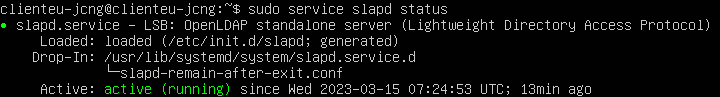 clienteu-jcng@clienteu-jcng:~$ sudo service slapd status
● slapd.service - LSB: OpenLDAP standalone server (Lightweight Directory Access Protocol)
Loaded: loaded (/etc/init.d/slapd; generated)
Drop-In: /usr/lib/systemd/system/slapd.service.d
└─slapd-remain-after-exit.conf
Active: active (running) since Wed 2023-03-15 07:24:53 UTC; 13min ago